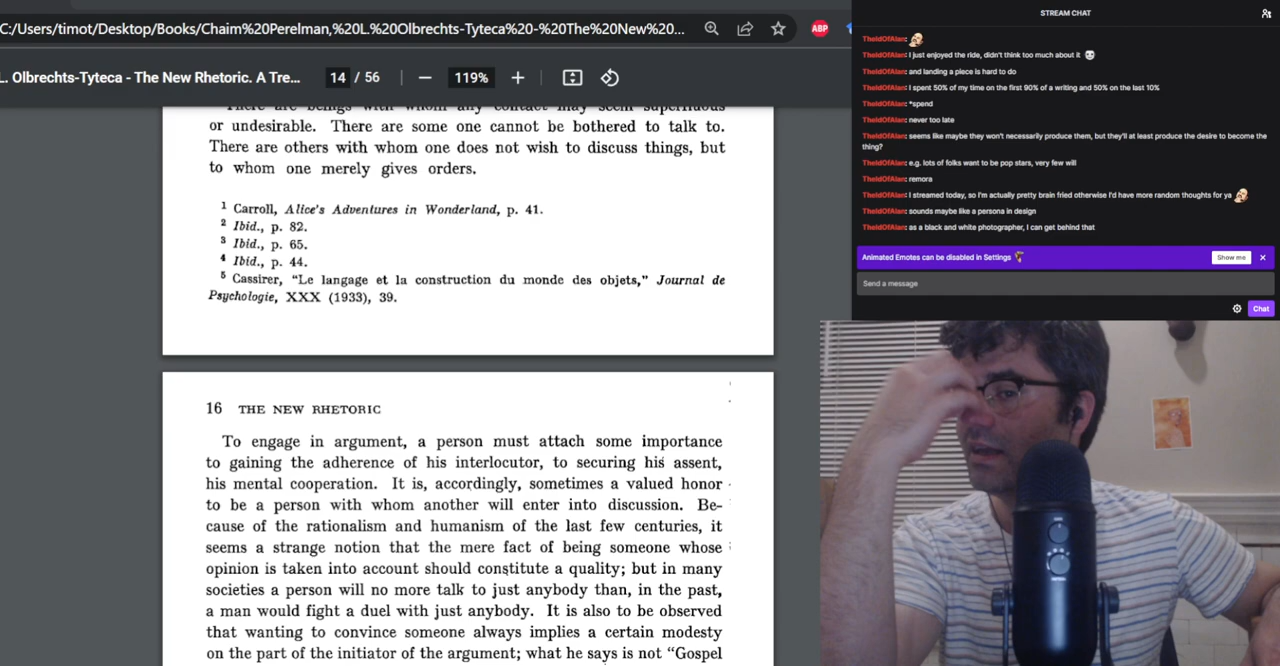 C:/Users/timot/Desktop/Books/Chaim%20Perelman,%20L.%20Olbrechts-Tyteca%20-%20The%20New%20...
ABP
L. Olbrechts-Tyteca - The New Rhetoric. A Tre...
14 / 56
119%
There are beings with whom any contact may seem superfluous
or undesirable. There are some one cannot be bothered to talk to.
There are others with whom one does not wish to discuss things, but
to whom one merely gives orders.
1 Carroll, Alice's Adventures in Wonderland, p. 41.
2 Ibid., p. 82.
3 Ibid., p. 65.
4 Ibid., p. 44.
5 Cassirer, "Le langage et la construction du monde des objets," Journal de
Psychologie, XXX (1933), 39.
16 THE NEW RHETORIC
To engage in argument, a person must attach some importance
to gaining the adherence of his interlocutor, to securing his assent,
his mental cooperation. It is, accordingly, sometimes a valued honor
to be a person with whom another will enter into discussion. Be-
cause of the rationalism and humanism of the last few centuries, it
seems a strange notion that the mere fact of being someone whose
opinion is taken into account should constitute a quality; but in many
societies a person will no more talk to just anybody than, in the past,
a man would fight a duel with just anybody. It is also to be observed
that wanting to convince someone always implies a certain modesty
on the part of the initiator of the argument; what he says is not "Gospel
STREAM CHAT
TheIdOfAlan:
TheIdOfAlan: I just enjoyed the ride, didn't think too much about it
TheIdOfAlan: and landing a piece is hard to do
TheIdOfAlan: I spent 50% of my time on the first 90% of a writing and 50% on the last 10%
TheIdOfAlan: *spend
TheIdOfAlan: never too late
TheIdOfAlan: seems like maybe they won't necessarily produce them, but they'll at least produce the desire to become the
thing?
TheIdOfAlan: e.g. lots of folks want to be pop stars, very few will
TheIdOfAlan: remora
TheIdOfAlan: I streamed today, so I'm actually pretty brain fried otherwise I'd have more random thoughts for ya
TheIdOfAlan: sounds maybe like a persona in design
TheIdOfAlan: as a black and white photographer, I can get behind that
Animated Emotes can be disabled in Settings
Show me
Send a message
Chat